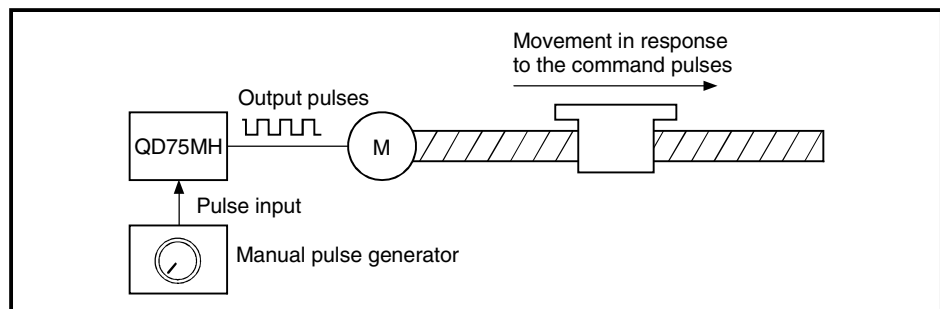 Movement in response
to the command pulses
Output pulses
QD75MH
M
Pulse input
Manual pulse generator